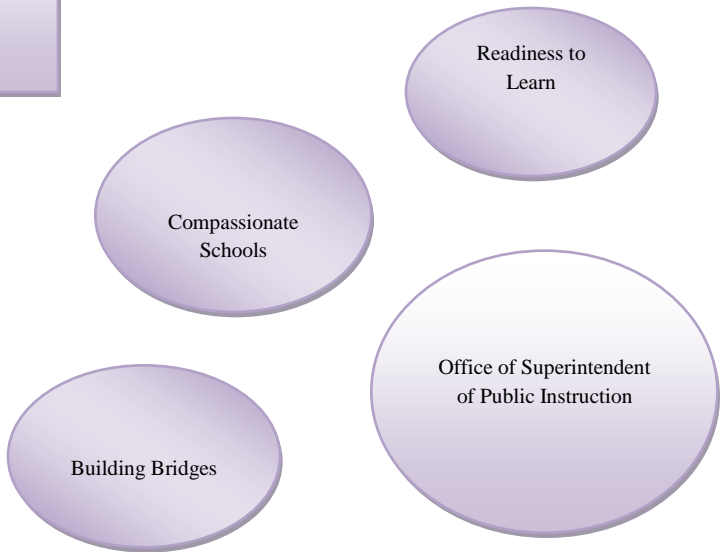 Readiness to
Learn
Compassionate
Schools
Office of Superintendent
of Public Instruction
Building Bridges